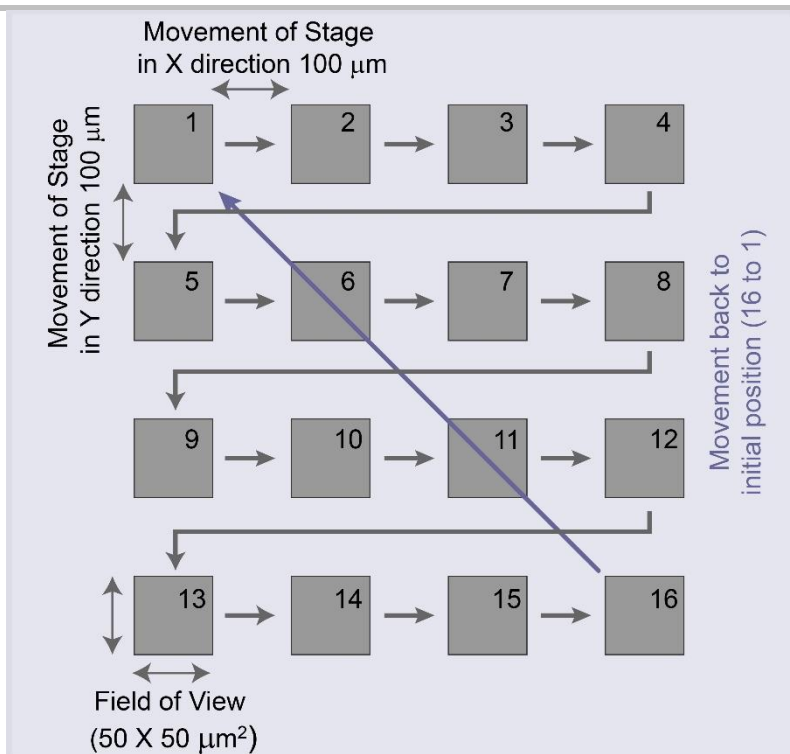 Movement of Stage
in X direction 100 μm
1
2
3
4
Movement of Stage
in Y direction 100 μm
5
6
7
8
Movement back to
initial position (16 to 1)
9
10
11
12
13
14
15
16
Field of View
(50 X 50 μm²)